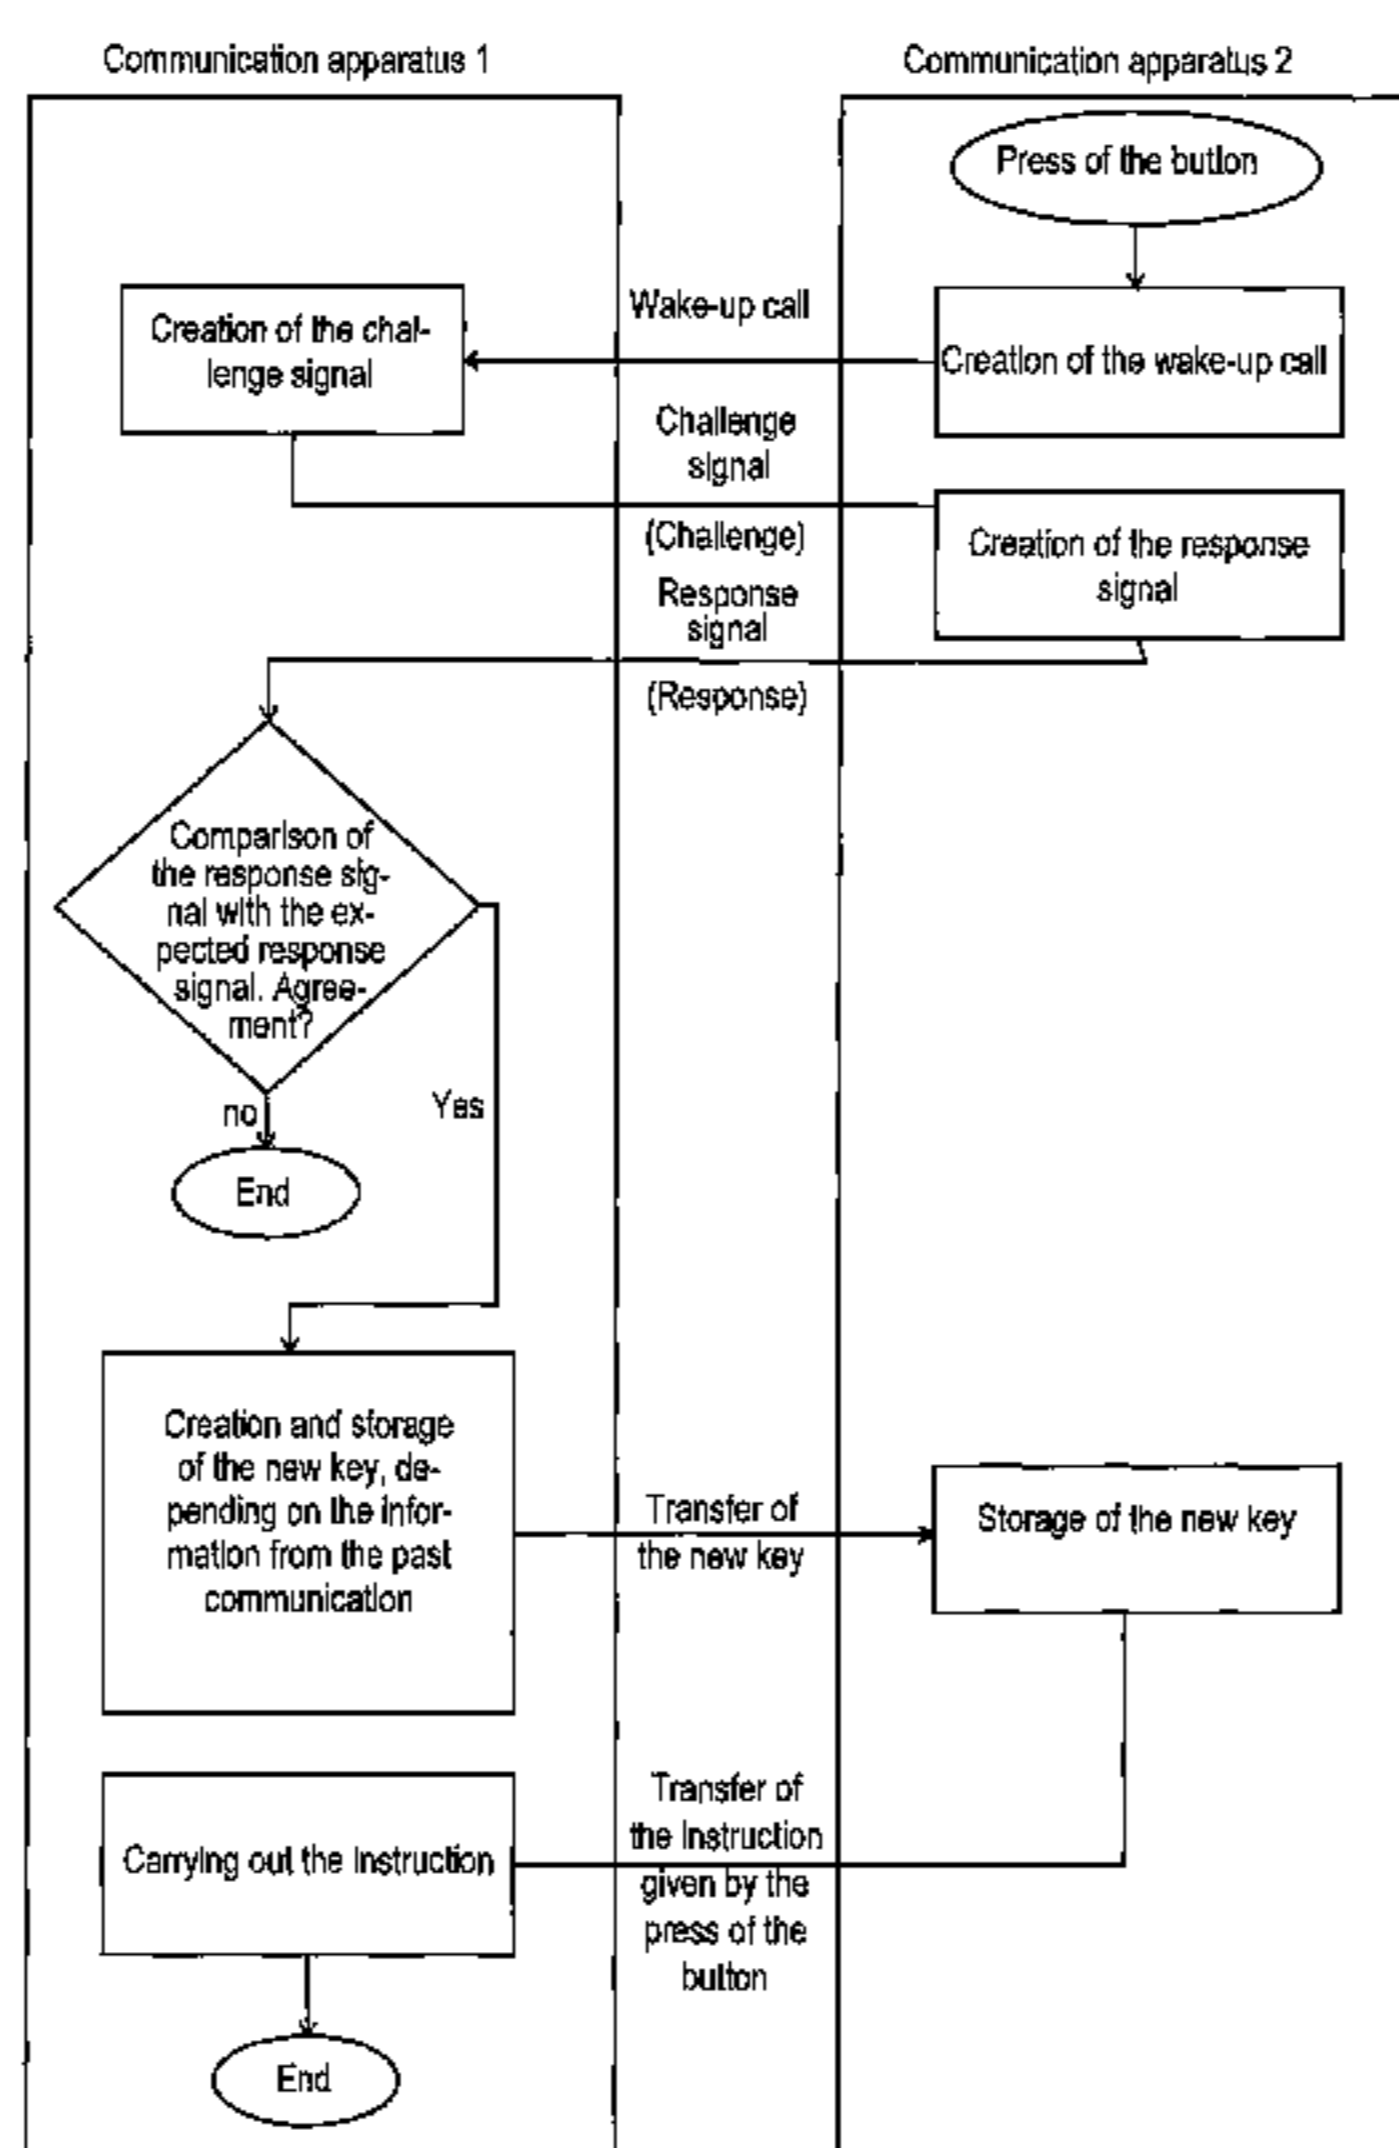 Communication apparatus 1
Communication apparatus 2
Press of the button
Wake-up call
Creation of the chal-
lenge signal
Creation of the wake-up call
Challenge
signal
(Challenge)
Creation of the response
signal
Response
signal
(Response)
Comparison of
the response sig-
nal with the ex-
pected response
signal. Agree-
ment?
no
Yes
End
Creation and storage
of the new key, de-
pending on the infor-
mation from the past
communication
Transfer of
the new key
Storage of the new key
Transfer of
the instruction
given by the
press of the
button
Carrying out the instruction
End